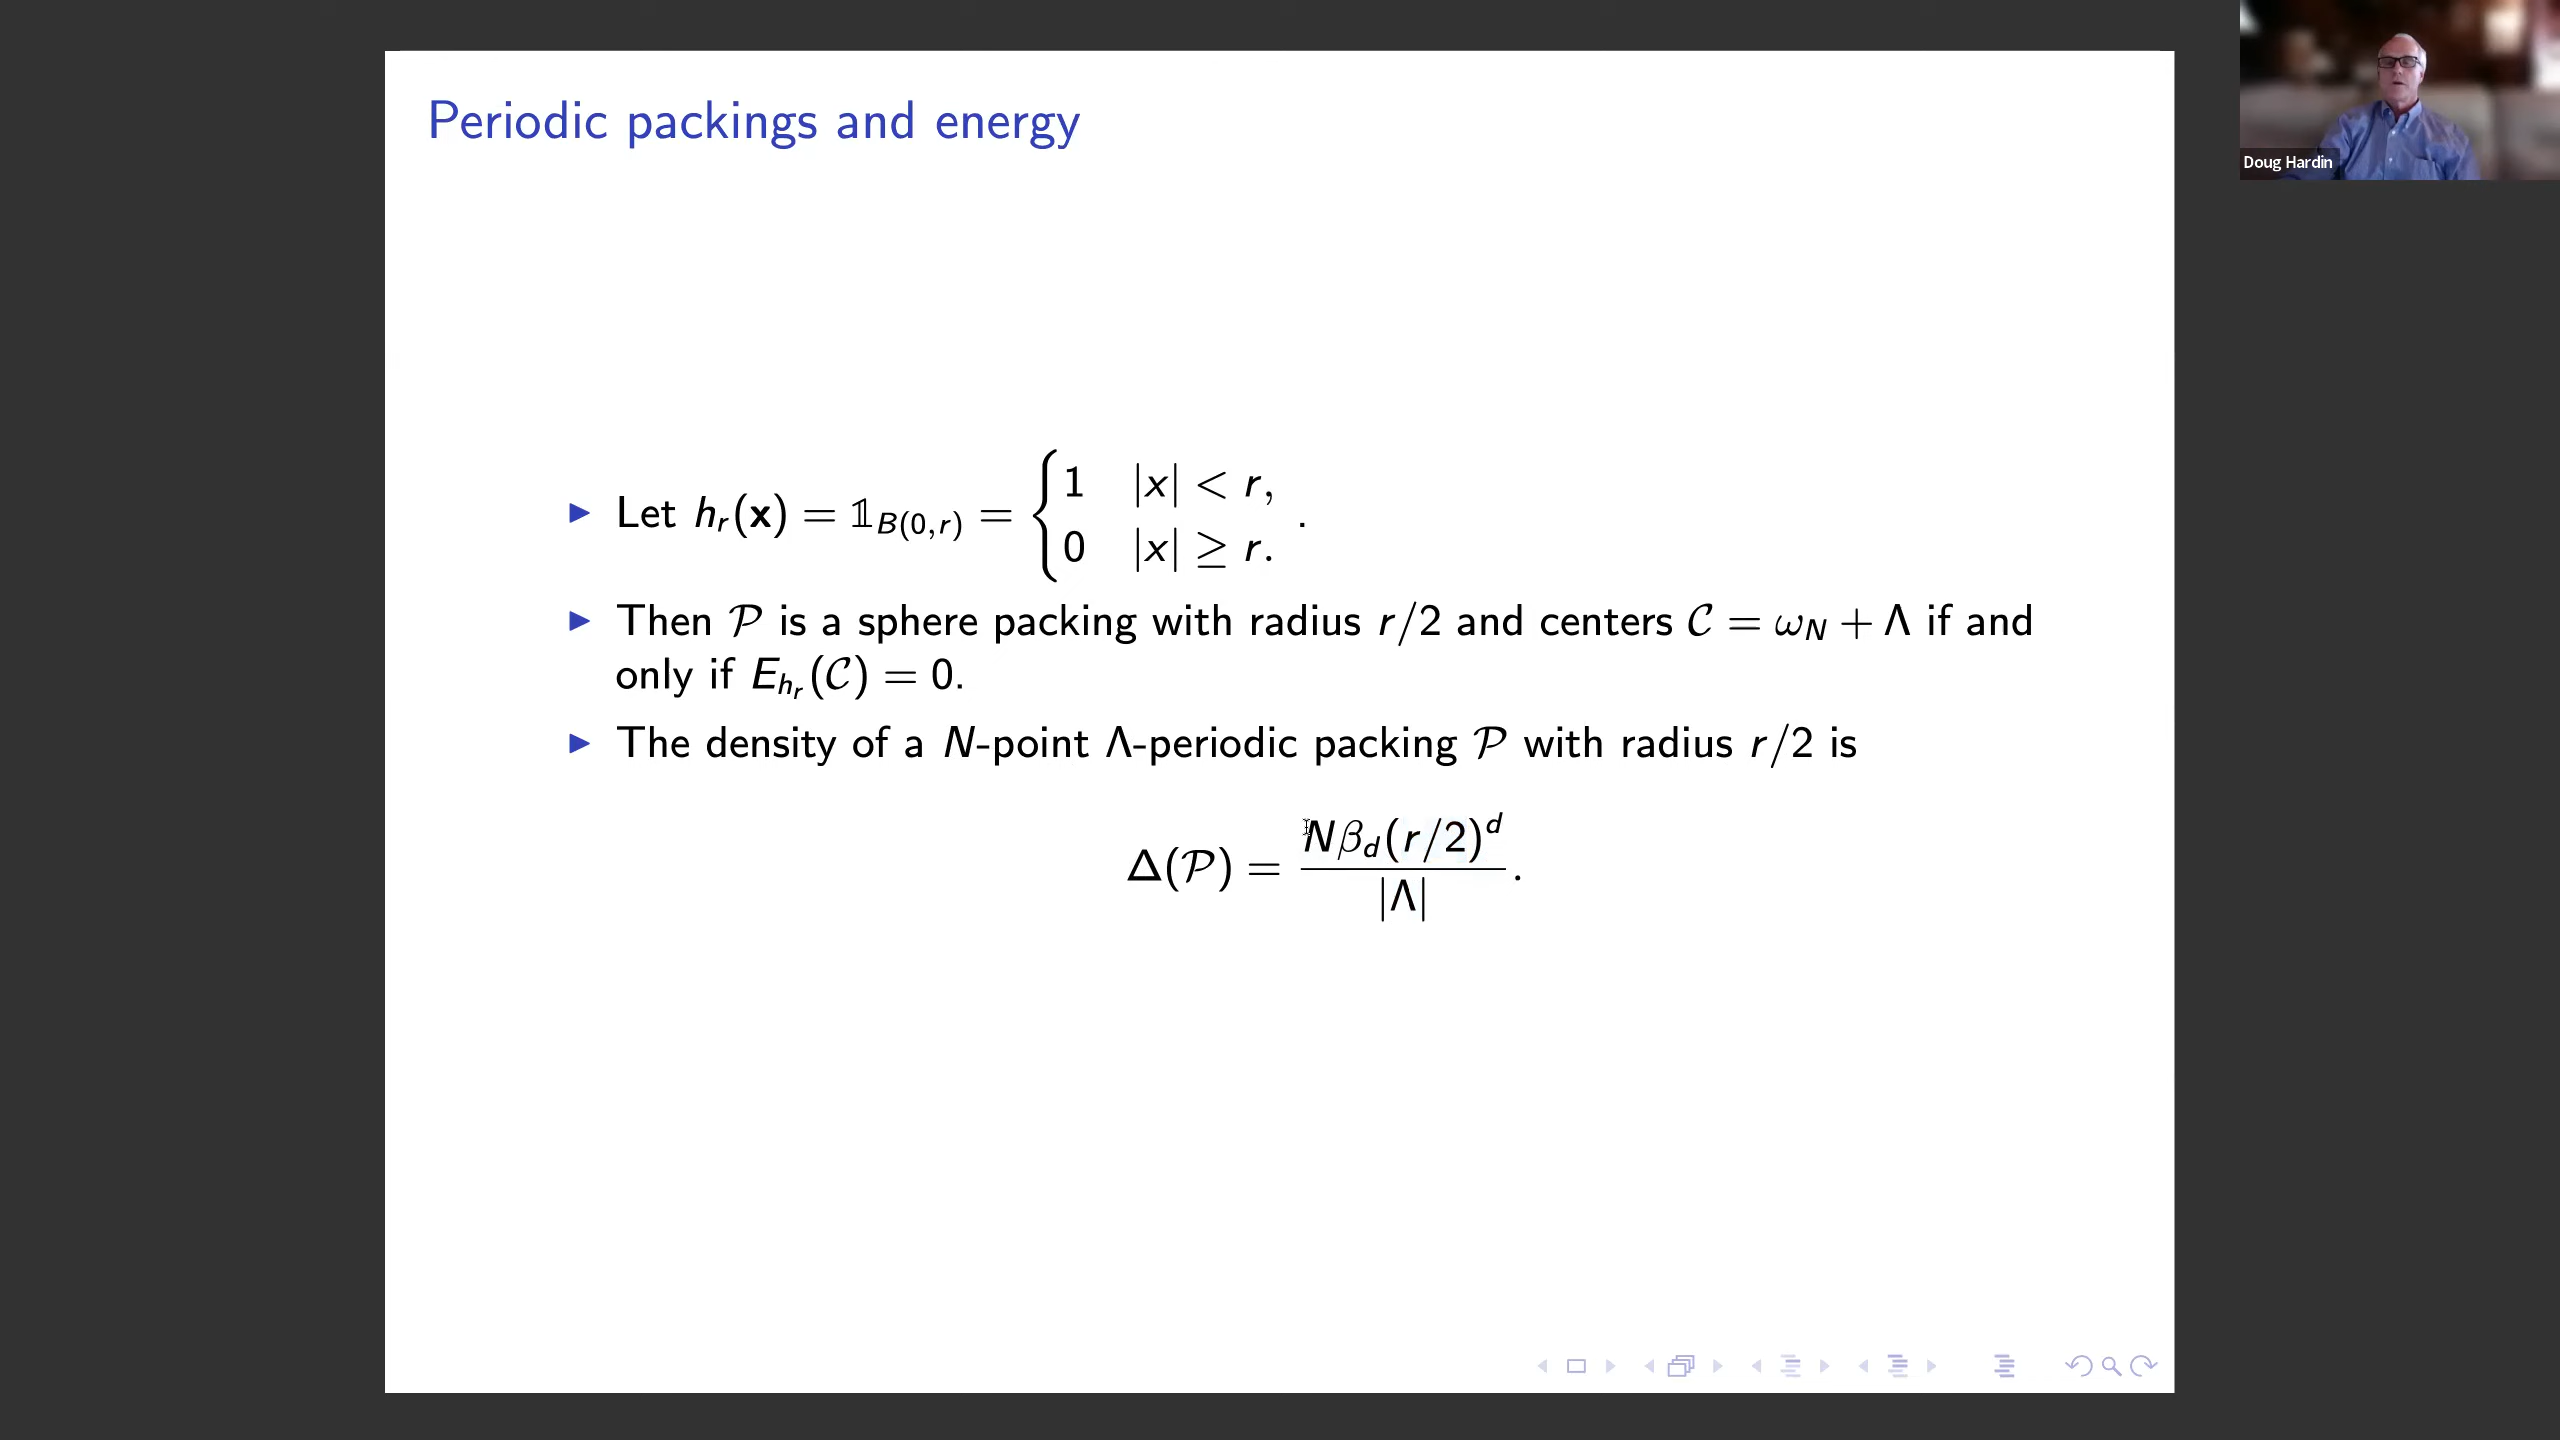 Periodic packings and energy
Doug Hardin
▶ Let h_r(𝐱) = 𝟙_{B(0,r)} = { 1 |x| < r, 0 |x| ≥ r. .
▶ Then 𝒫 is a sphere packing with radius r/2 and centers 𝒞 = ω_N + Λ if and
only if E_{h_r}(𝒞) = 0.
▶ The density of a N-point Λ-periodic packing 𝒫 with radius r/2 is
Δ(𝒫) = Nβ_d(r/2)^d / |Λ| .